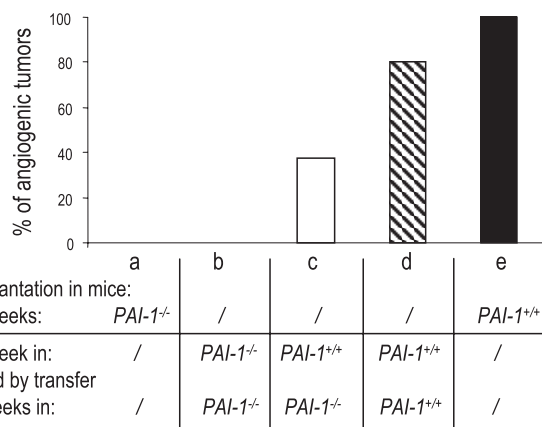 % of angiogenic tumors
100
80
60
40
20
0
a b c d e
antation in mice:
eeks: PAI-1-/- / / / PAI-1+/+
eek in: / PAI-1-/- PAI-1+/+ PAI-1+/+ /
d by transfer
eeks in: / PAI-1-/- PAI-1-/- PAI-1+/+ /